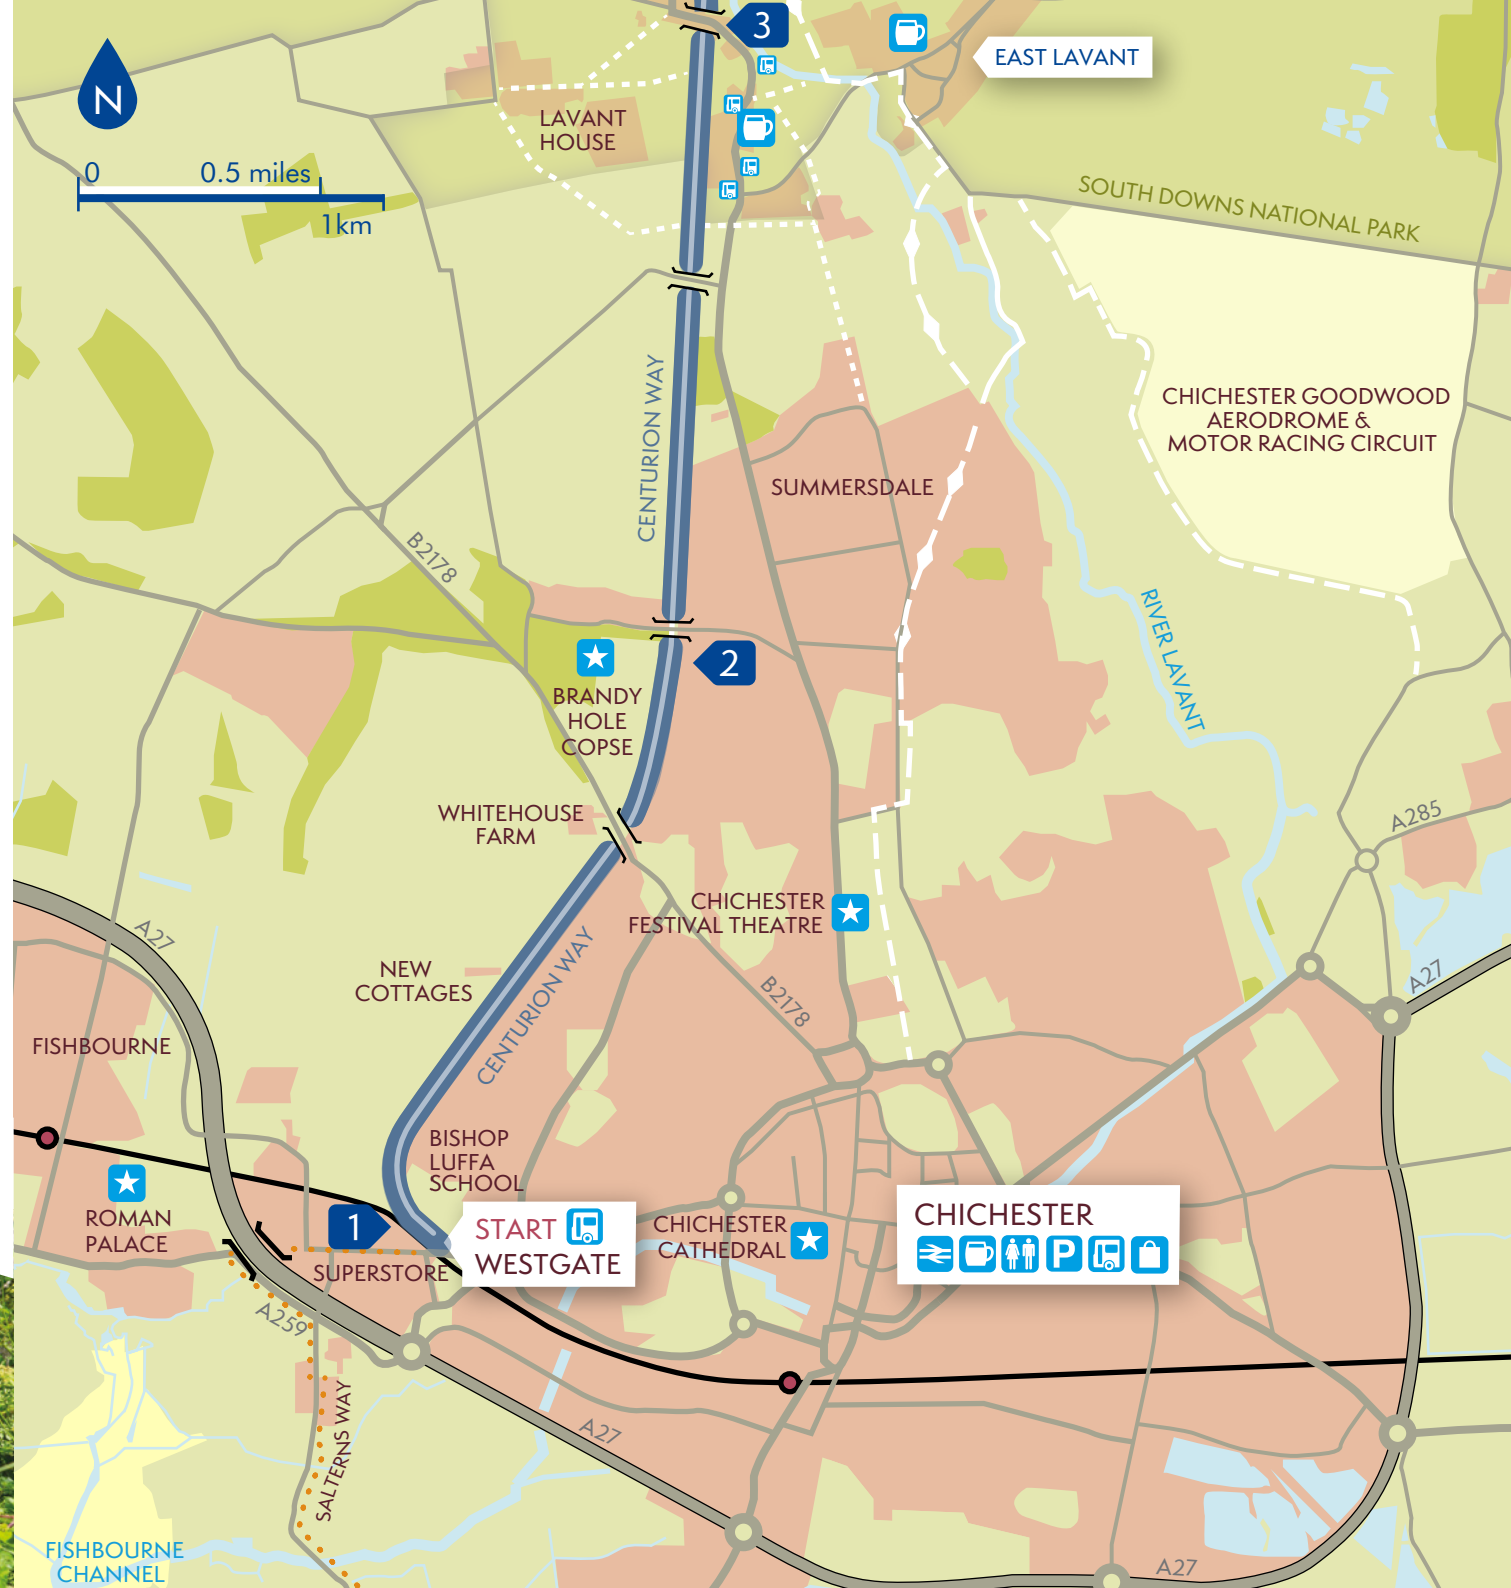 3
EAST LAVANT
N
LAVANT
HOUSE
0 0.5 miles
1km
SOUTH DOWNS NATIONAL PARK
CENTURION WAY
CHICHESTER GOODWOOD
AERODROME &
MOTOR RACING CIRCUIT
SUMMERSDALE
B2178
RIVER LAVANT
2
BRANDY
HOLE
COPSE
WHITEHOUSE
FARM
A285
CHICHESTER
FESTIVAL THEATRE
A27
NEW
COTTAGES
CENTURION WAY
B2178
A27
FISHBOURNE
BISHOP
LUFFA
SCHOOL
ROMAN
PALACE
1
START
WESTGATE
CHICHESTER
CATHEDRAL
CHICHESTER
P
SUPERSTORE
A259
SALTERNS WAY
A27
FISHBOURNE
CHANNEL
A27